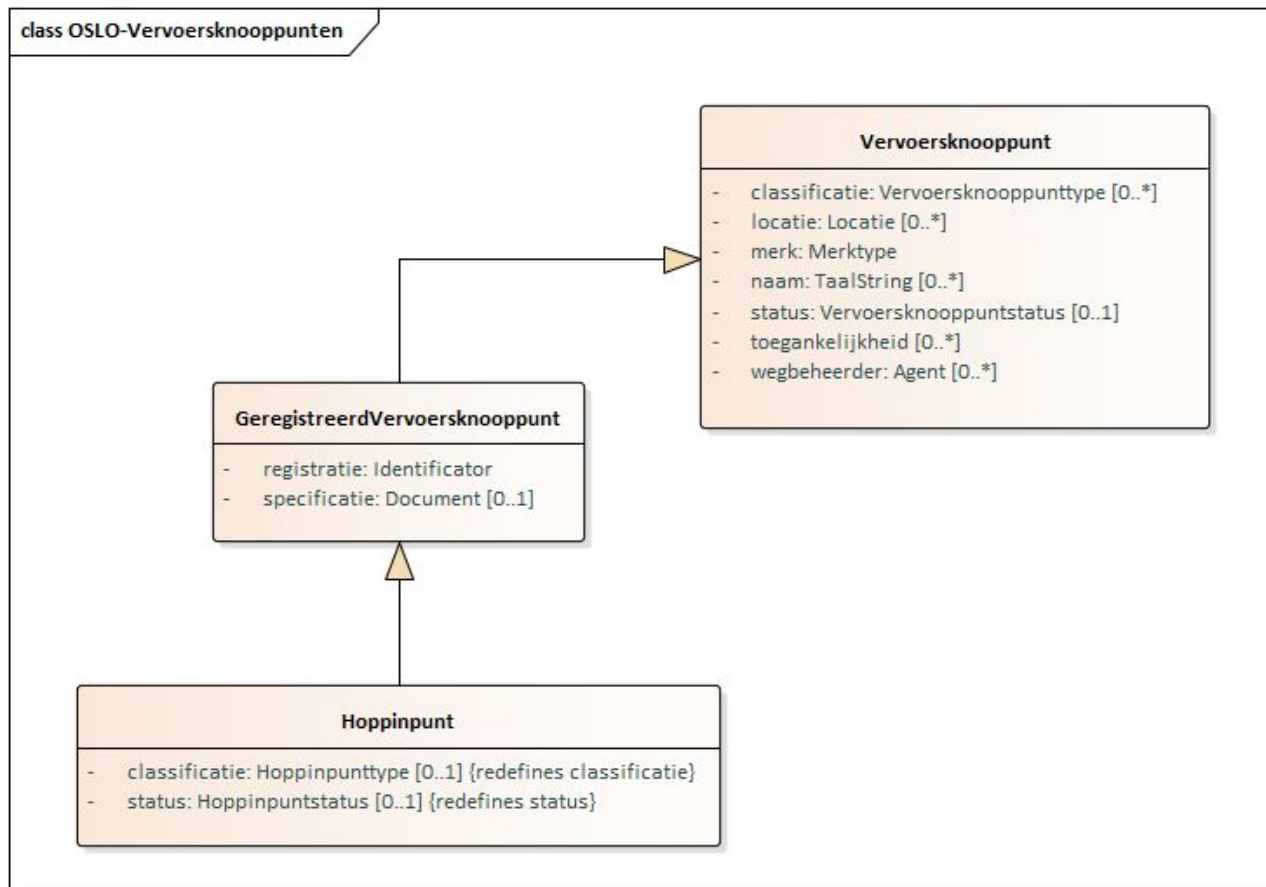 class OSLO-Vervoersknooppunten
Vervoersknooppunt
- classificatie: Vervoersknooppunttype [0..*]
- locatie: Locatie [0..*]
- merk: Merktype
- naam: TaalString [0..*]
- status: Vervoersknooppuntstatus [0..1]
- toegankelijkheid [0..*]
- wegbeheerder: Agent [0..*]
GeregistreerdVervoersknooppunt
- registratie: Identificator
- specificatie: Document [0..1]
Hoppinpunt
- classificatie: Hoppinpunttype [0..1] {redefines classificatie}
- status: Hoppinpuntstatus [0..1] {redefines status}